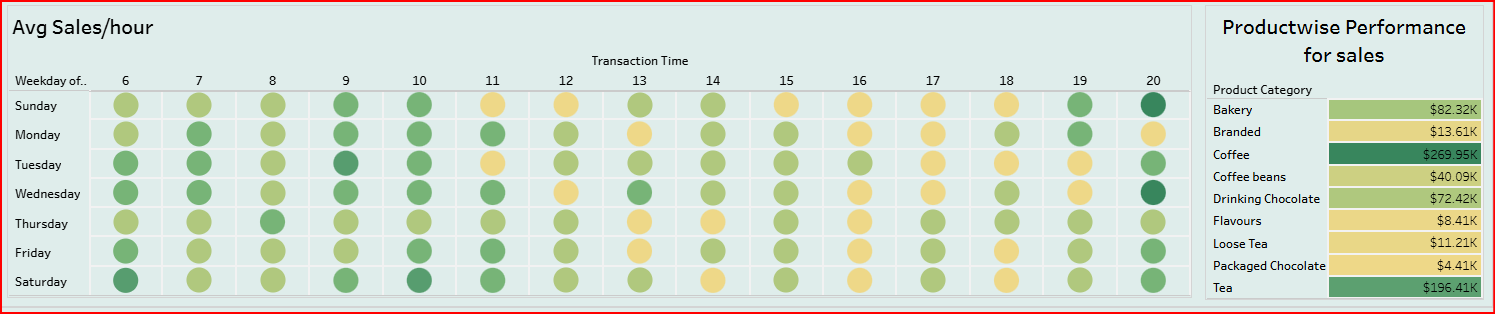 Avg Sales/hour
Transaction Time
Weekday of.. 6 7 8 9 10 11 12 13 14 15 16 17 18 19 20
Sunday
Monday
Tuesday
Wednesday
Thursday
Friday
Saturday
Productwise Performance
for sales
Product Category
Bakery $82.32K
Branded $13.61K
Coffee $269.95K
Coffee beans $40.09K
Drinking Chocolate $72.42K
Flavours $8.41K
Loose Tea $11.21K
Packaged Chocolate $4.41K
Tea $196.41K